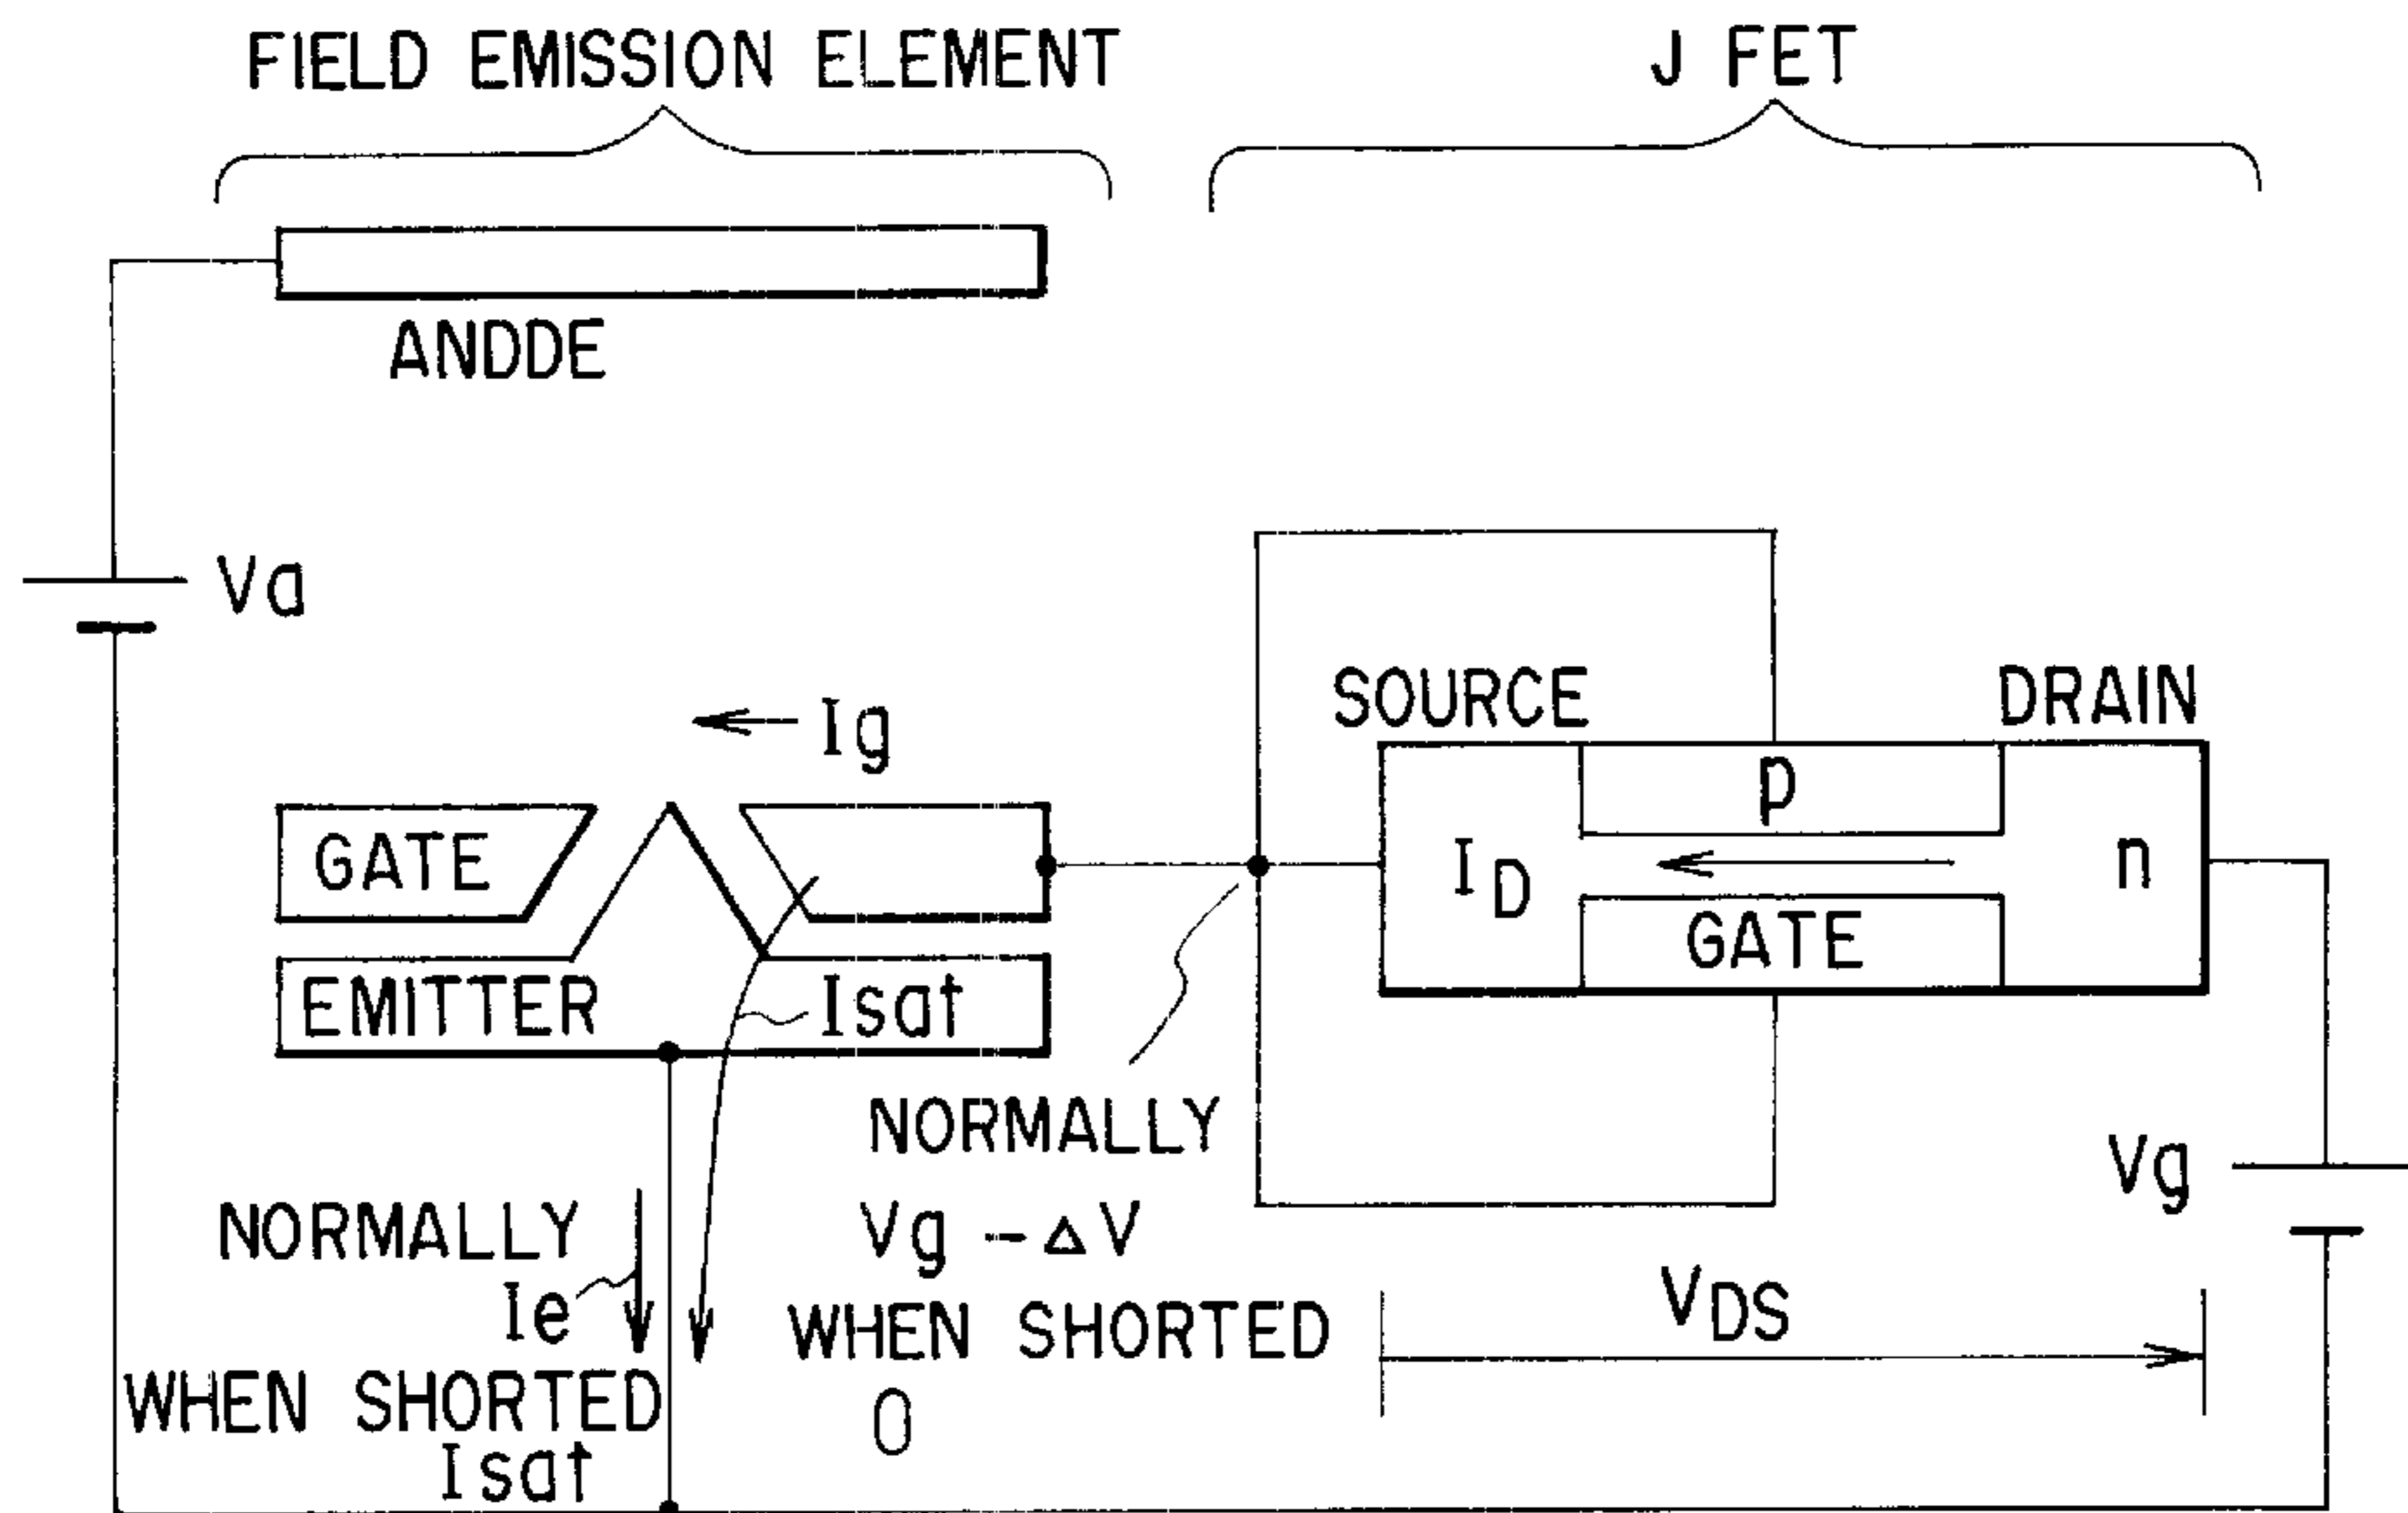 FIELD EMISSION ELEMENT
J FET
ANDDE
Va
Ig
SOURCE
DRAIN
p
GATE
ID
n
GATE
EMITTER
Isat
NORMALLY
Vg - ΔV
WHEN SHORTED
0
NORMALLY
Ie
WHEN SHORTED
Isat
Vg
VDS